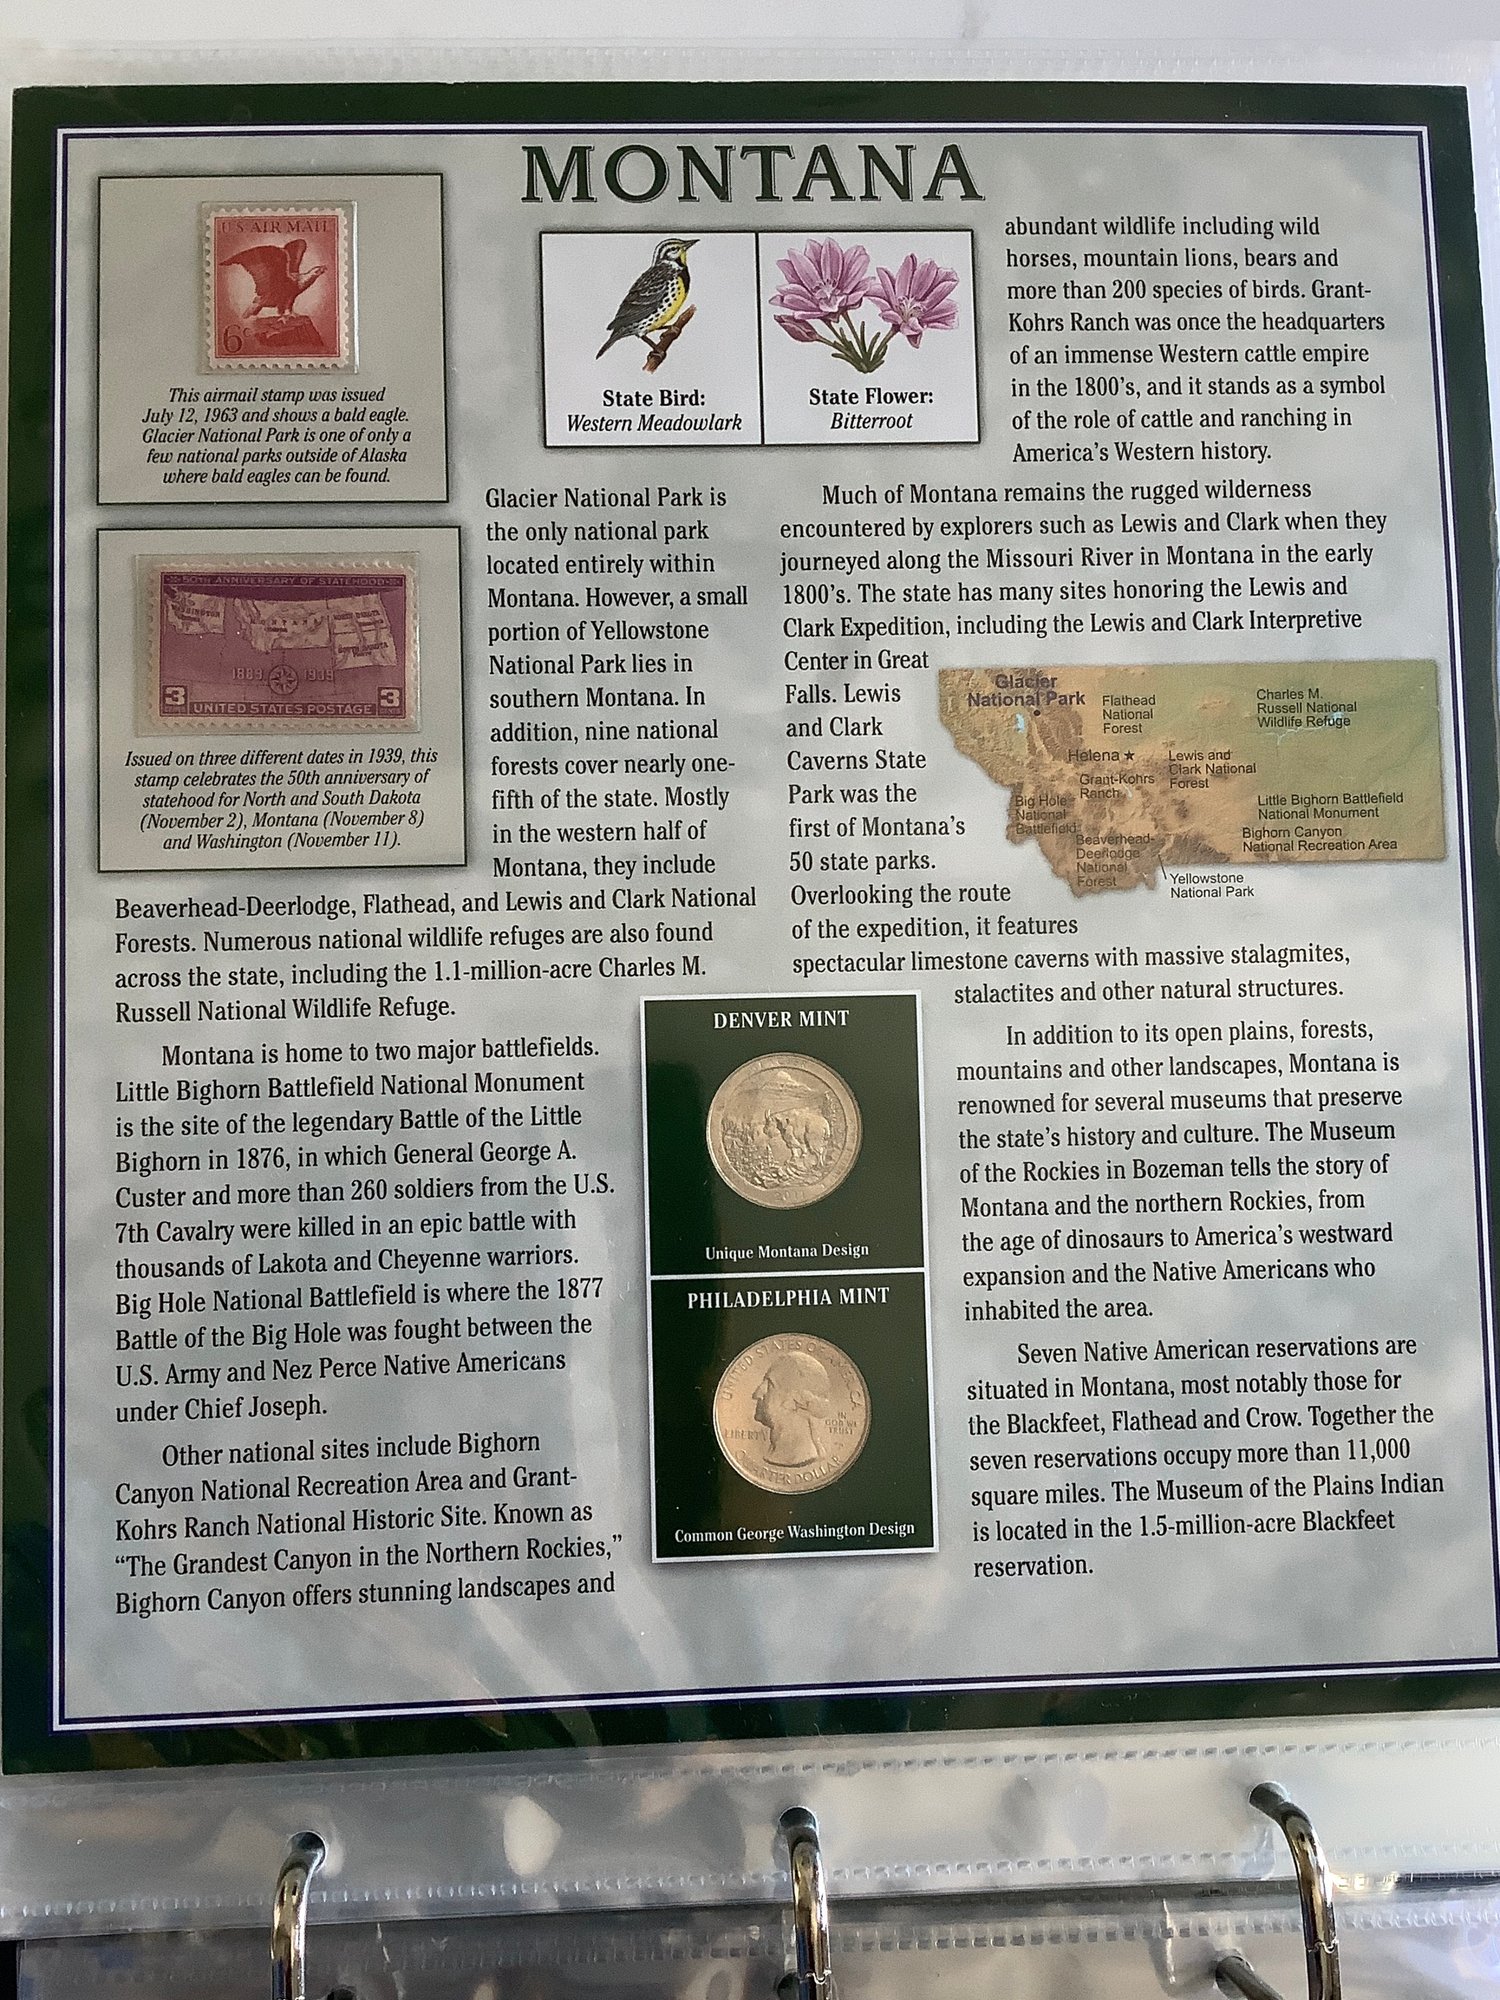 MONTANA
U S AIR MAIL
6¢
This airmail stamp was issued
July 12, 1963 and shows a bald eagle.
Glacier National Park is one of only a
few national parks outside of Alaska
where bald eagles can be found.
50TH ANNIVERSARY OF STATEHOOD
WASHINGTON
MONTANA
NORTH DAKOTA
SOUTH DAKOTA
1889 1939
3 CENTS
3 CENTS
UNITED STATES POSTAGE
Issued on three different dates in 1939, this
stamp celebrates the 50th anniversary of
statehood for North and South Dakota
(November 2), Montana (November 8)
and Washington (November 11).
State Bird:
Western Meadowlark
State Flower:
Bitterroot
Glacier National Park is
the only national park
located entirely within
Montana. However, a small
portion of Yellowstone
National Park lies in
southern Montana. In
addition, nine national
forests cover nearly one-
fifth of the state. Mostly
in the western half of
Montana, they include
Beaverhead-Deerlodge, Flathead, and Lewis and Clark National
Forests. Numerous national wildlife refuges are also found
across the state, including the 1.1-million-acre Charles M.
Russell National Wildlife Refuge.
Montana is home to two major battlefields.
Little Bighorn Battlefield National Monument
is the site of the legendary Battle of the Little
Bighorn in 1876, in which General George A.
Custer and more than 260 soldiers from the U.S.
7th Cavalry were killed in an epic battle with
thousands of Lakota and Cheyenne warriors.
Big Hole National Battlefield is where the 1877
Battle of the Big Hole was fought between the
U.S. Army and Nez Perce Native Americans
under Chief Joseph.
Other national sites include Bighorn
Canyon National Recreation Area and Grant-
Kohrs Ranch National Historic Site. Known as
“The Grandest Canyon in the Northern Rockies,”
Bighorn Canyon offers stunning landscapes and
abundant wildlife including wild
horses, mountain lions, bears and
more than 200 species of birds. Grant-
Kohrs Ranch was once the headquarters
of an immense Western cattle empire
in the 1800’s, and it stands as a symbol
of the role of cattle and ranching in
America’s Western history.
Much of Montana remains the rugged wilderness
encountered by explorers such as Lewis and Clark when they
journeyed along the Missouri River in Montana in the early
1800’s. The state has many sites honoring the Lewis and
Clark Expedition, including the Lewis and Clark Interpretive
Center in Great
Falls. Lewis
and Clark
Caverns State
Park was the
first of Montana’s
50 state parks.
Overlooking the route
of the expedition, it features
spectacular limestone caverns with massive stalagmites,
stalactites and other natural structures.
Glacier
National Park
Flathead
National
Forest
Charles M.
Russell National
Wildlife Refuge
Helena
Lewis and
Clark National
Forest
Grant-Kohrs
Ranch
Big Hole
National
Battlefield
Little Bighorn Battlefield
National Monument
Bighorn Canyon
National Recreation Area
Beaverhead-
Deerlodge
National
Forest
Yellowstone
National Park
In addition to its open plains, forests,
mountains and other landscapes, Montana is
renowned for several museums that preserve
the state’s history and culture. The Museum
of the Rockies in Bozeman tells the story of
Montana and the northern Rockies, from
the age of dinosaurs to America’s westward
expansion and the Native Americans who
inhabited the area.
Seven Native American reservations are
situated in Montana, most notably those for
the Blackfeet, Flathead and Crow. Together the
seven reservations occupy more than 11,000
square miles. The Museum of the Plains Indian
is located in the 1.5-million-acre Blackfeet
reservation.
DENVER MINT
2011
Unique Montana Design
PHILADELPHIA MINT
UNITED STATES OF AMERICA
LIBERTY
IN
GOD WE
TRUST
QUARTER DOLLAR
Common George Washington Design